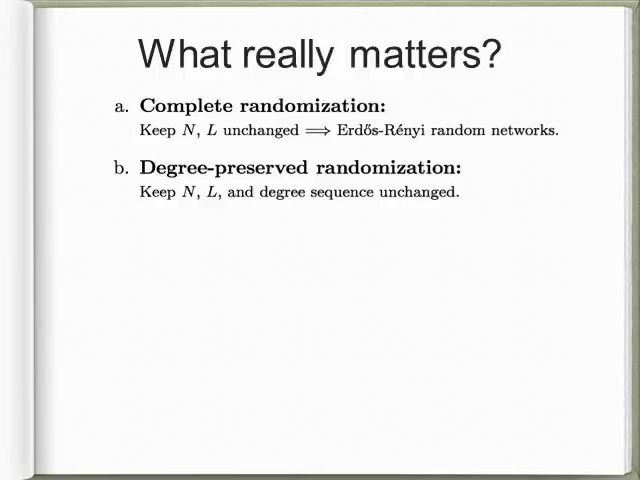 What really matters?
a. Complete randomization:
Keep N, L unchanged ⟹ Erdős-Rényi random networks.
b. Degree-preserved randomization:
Keep N, L, and degree sequence unchanged.